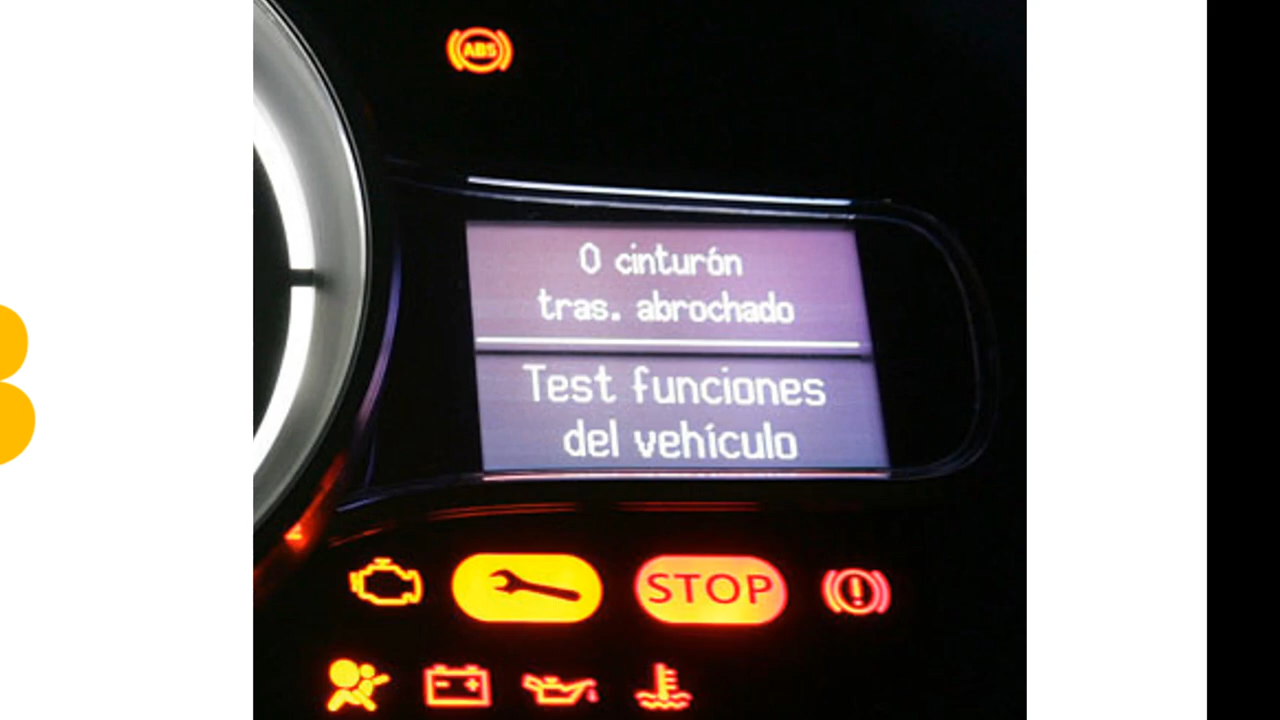 ABS
0 cinturón
tras. abrochado
Test funciones
del vehículo
STOP